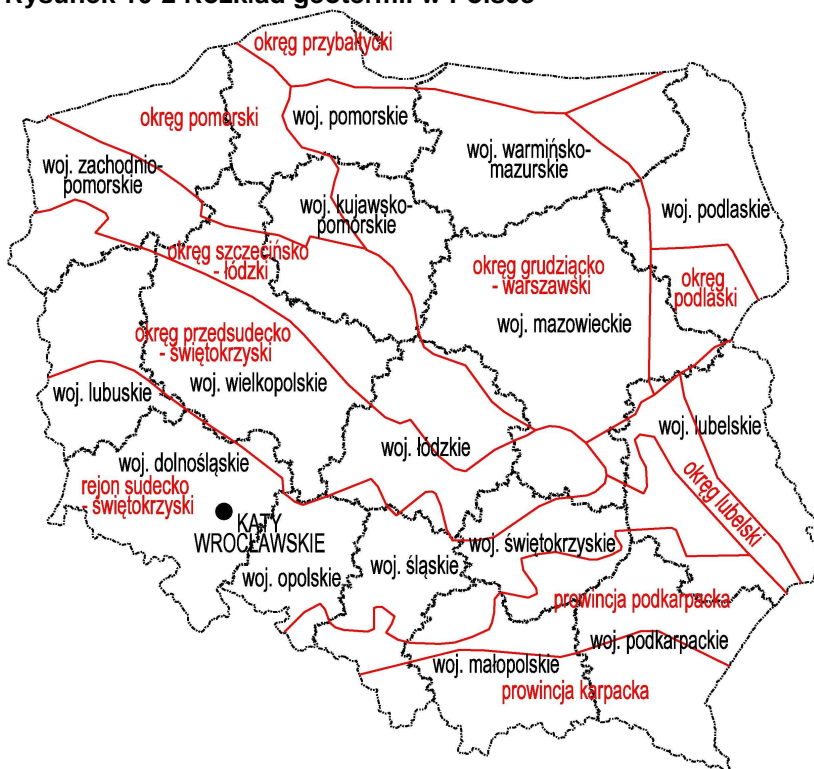 Rysunek 10-2 Rozkład geotermii w Polsce
okręg przybałtycki
okręg pomorski
woj. pomorskie
woj. warmińsko-
mazurskie
woj. zachodnio-
pomorskie
woj. kujawsko-
pomorskie
woj. podlaskie
okręg szczecińsko
- łódzki
okręg grudziącko
- warszawski
okręg
podlaski
woj. mazowieckie
okręg przedsudecko
- świętokrzyski
woj. lubuskie
woj. wielkopolskie
woj. łódzkie
woj. lubelskie
woj. dolnośląskie
rejon sudecko
- świętokrzyski
okręg lubelski
KĄTY
WROCŁAWSKIE
woj. opolskie
woj. śląskie
woj. świętokrzyskie
prowincja podkarpacka
woj. podkarpackie
woj. małopolskie
prowincja karpacka